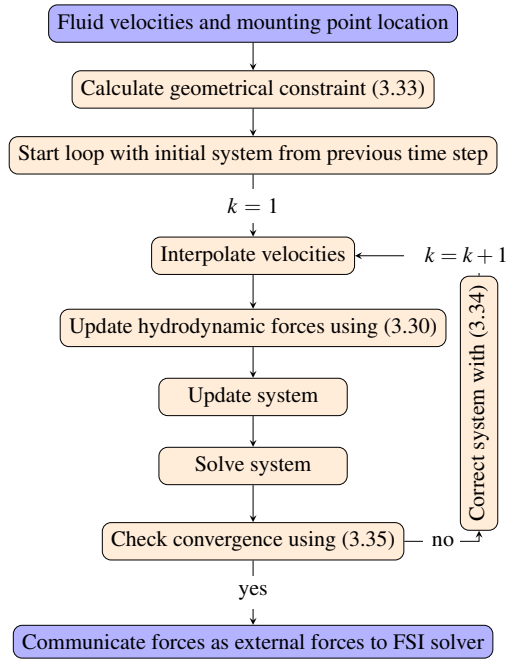 Fluid velocities and mounting point location
Calculate geometrical constraint (3.33)
Start loop with initial system from previous time step
k = 1
Interpolate velocities
k = k + 1
Update hydrodynamic forces using (3.30)
Correct system with (3.34)
Update system
Solve system
Check convergence using (3.35)
no
yes
Communicate forces as external forces to FSI solver